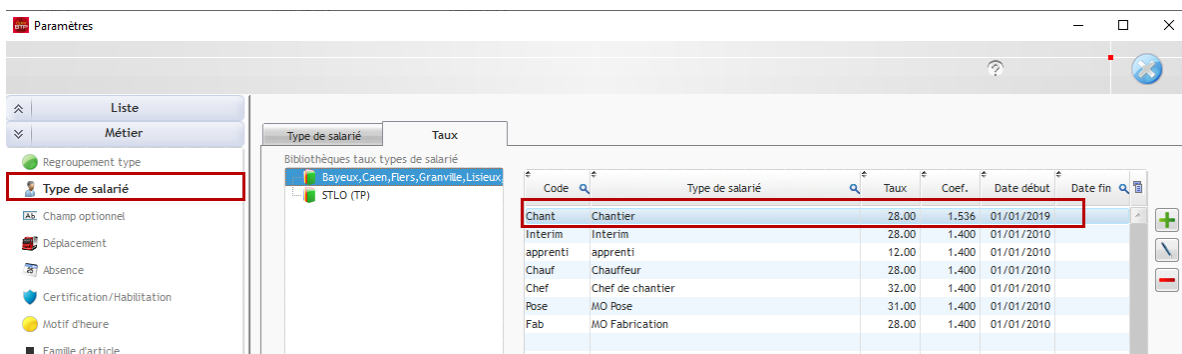 BTP Paramètres
Liste
Métier
Regroupement type
Type de salarié
Ab Champ optionnel
Déplacement
Absence
Certification/Habilitation
Motif d'heure
Famille d'article
Type de salarié Taux
Bibliothèques taux types de salarié
Bayeux,Caen,Flers,Granville,Lisieux,
STLO (TP)
Code Type de salarié Taux Coef. Date début Date fin
Chant Chantier 28.00 1.536 01/01/2019
Interim Interim 28.00 1.400 01/01/2010
apprenti apprenti 12.00 1.400 01/01/2010
Chauf Chauffeur 28.00 1.400 01/01/2010
Chef Chef de chantier 32.00 1.400 01/01/2010
Pose MO Pose 31.00 1.400 01/01/2010
Fab MO Fabrication 28.00 1.400 01/01/2010